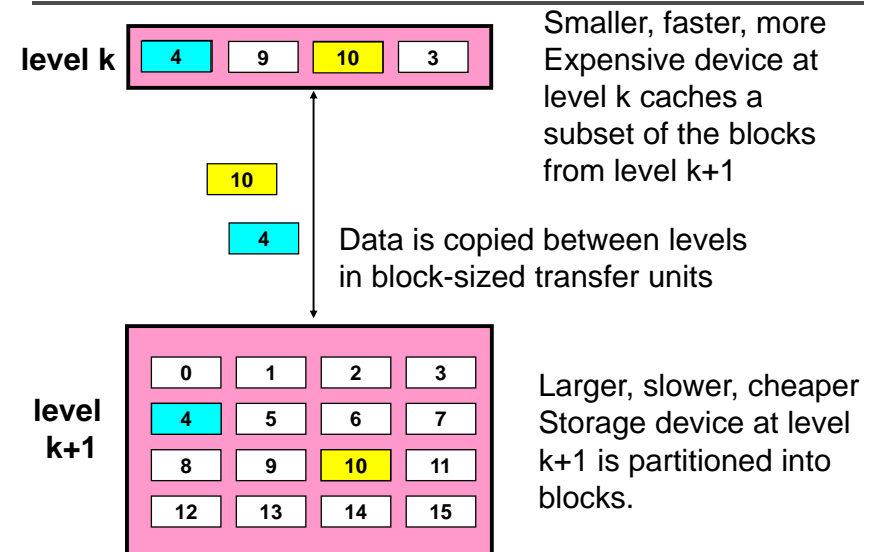 Smaller, faster, more
Expensive device at
level k caches a
subset of the blocks
from level k+1
level k
4 9 10 3
10
4
Data is copied between levels
in block-sized transfer units
level
k+1
0 1 2 3
4 5 6 7
8 9 10 11
12 13 14 15
Larger, slower, cheaper
Storage device at level
k+1 is partitioned into
blocks.